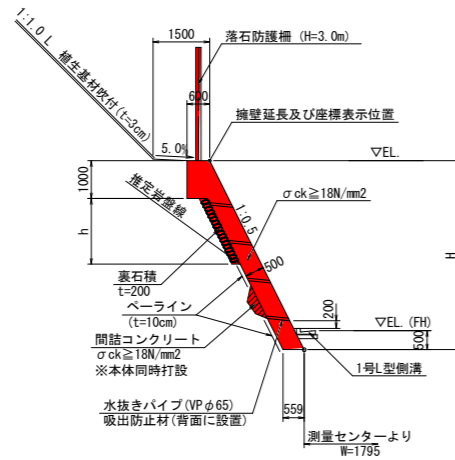 1:1.0 L
植生基材吹付(t=3cm)
1500
600
落石防護柵 (H=3.0m)
擁壁延長及び座標表示位置
5.0%
▽EL.
1000
推定岩盤線
1:0.5
σck≧18N/mm2
h
H
500
裏石積
t=200
ペーライン
(t=10cm)
200
▽EL.(FH)
500
間詰コンクリート
σck≧18N/mm2
※本体同時打設
1号L型側溝
水抜きパイプ(VPφ65)
吸出防止材(背面に設置)
559
測量センターより
W=1795